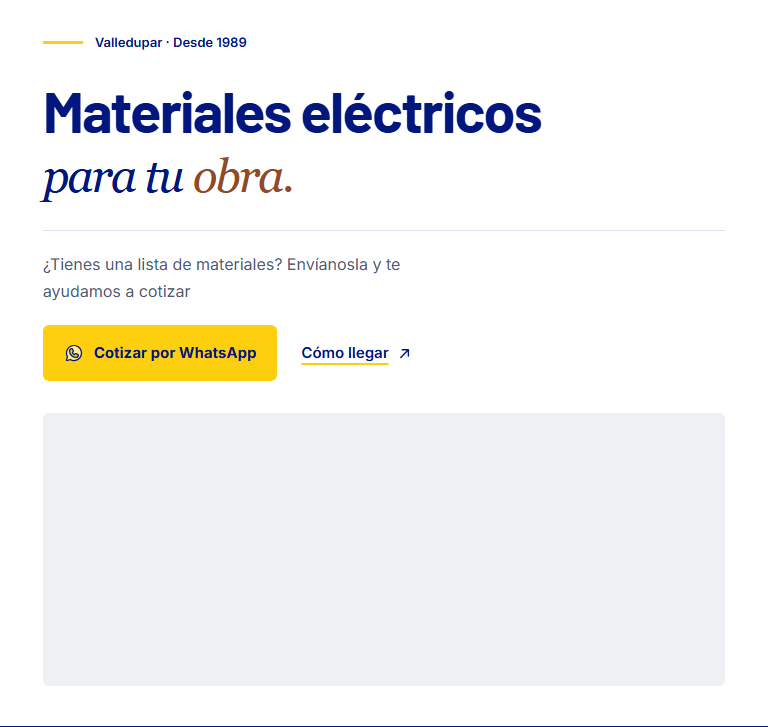 Valledupar · Desde 1989
Materiales eléctricos
para tu obra.
¿Tienes una lista de materiales? Envíanosla y te
ayudamos a cotizar
Cotizar por WhatsApp
Cómo llegar